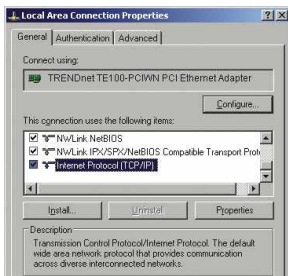 Local Area Connection Properties
General Authentication Advanced
Connect using:
TRENDnet TE100-PCIWN PCI Ethernet Adapter
Configure...
This connection uses the following items:
NWLink NetBIOS
NWLink IPX/SPX/NetBIOS Compatible Transport Prot
Internet Protocol (TCP/IP)
Install... Uninstall Properties
Description
Transmission Control Protocol/Internet Protocol. The default
wide area network protocol that provides communication
across diverse interconnected networks.